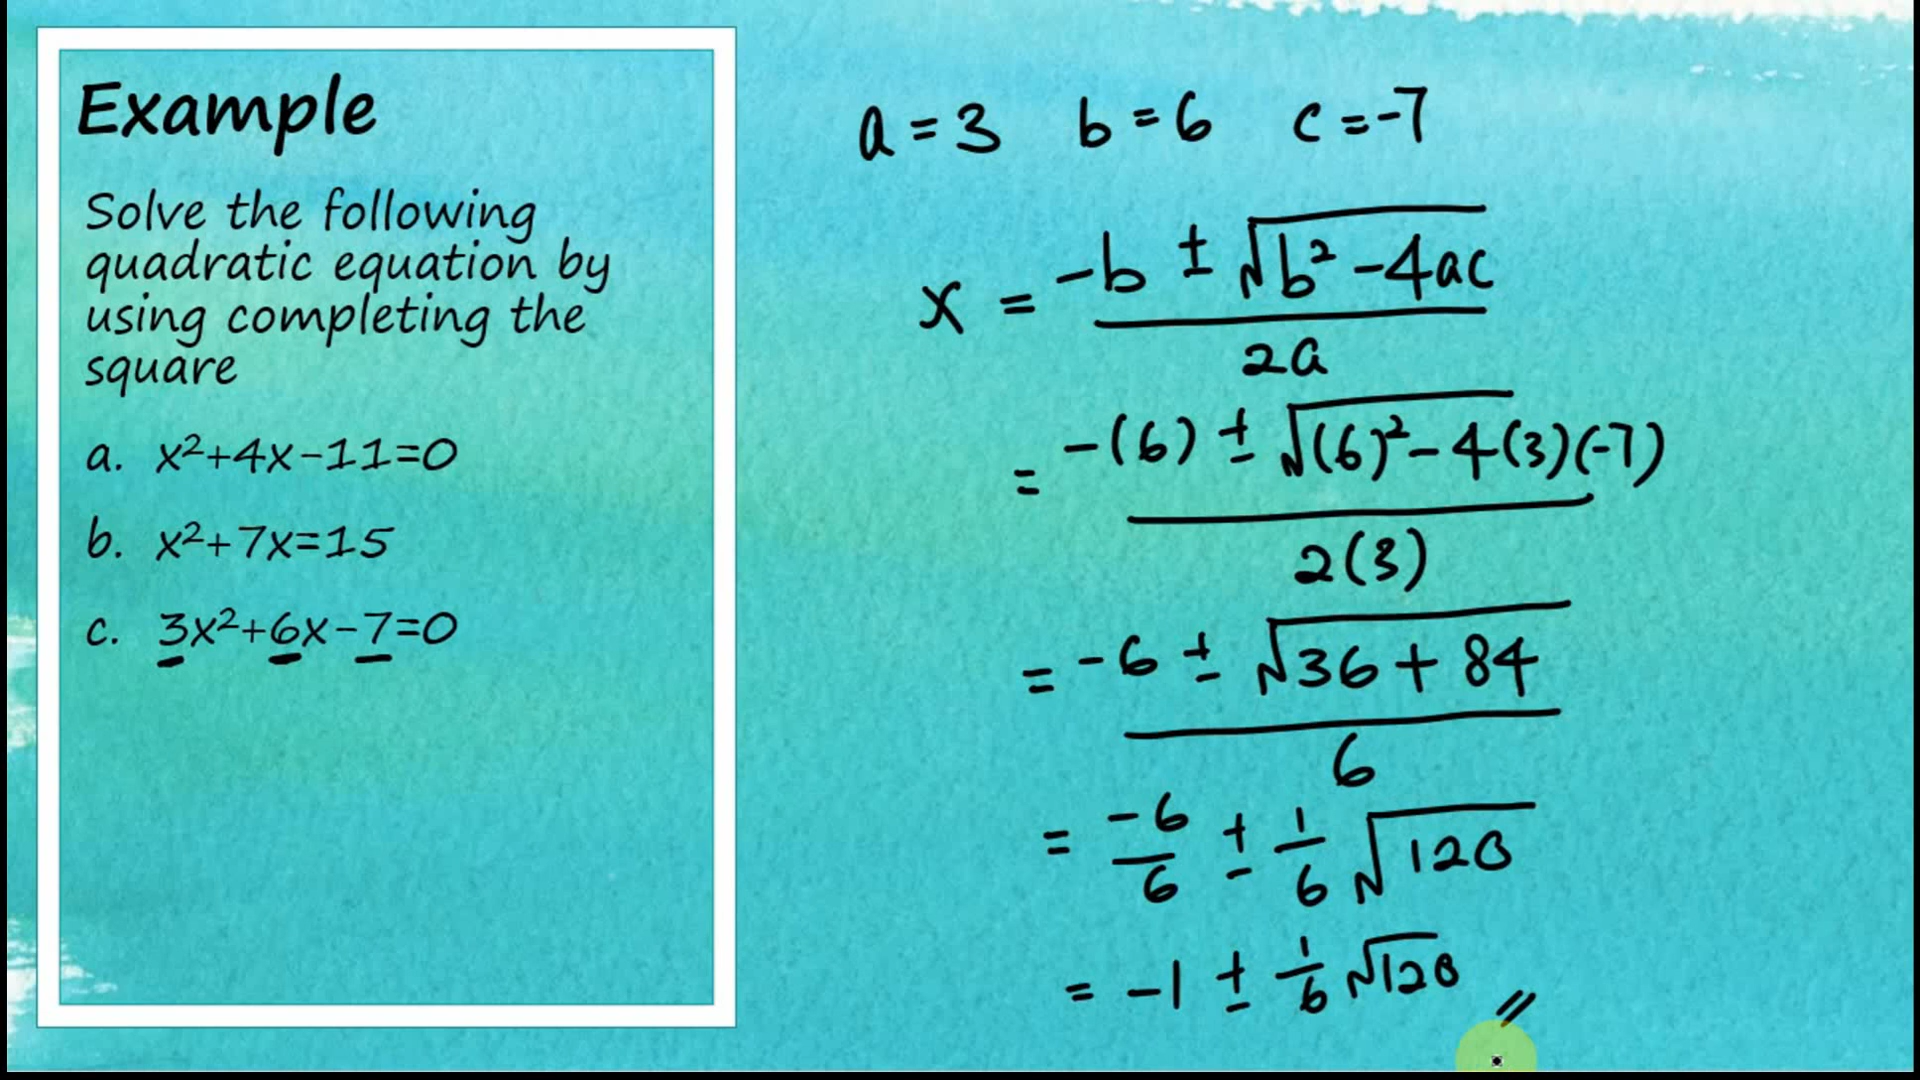 Example
Solve the following
quadratic equation by
using completing the
square
a. x²+4x-11=0
b. x²+7x=15
c. 3x²+6x-7=0
a = 3 b = 6 c = -7
x = -b ± √b² - 4ac
2a
= -(6) ± √(6)² - 4(3)(-7)
2(3)
= -6 ± √36 + 84
6
= -6/6 ± 1/6 √120
= -1 ± 1/6 √120 //